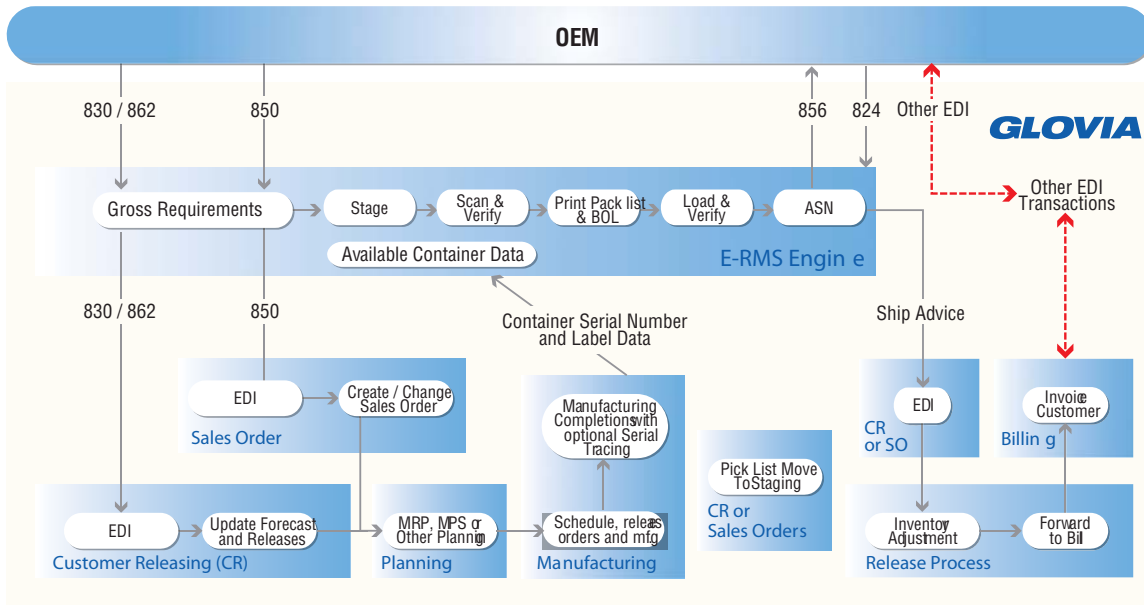 OEM
830 / 862
850
856
824
Other EDI
GLOVIA
Gross Requirements
Stage
Scan &
Verify
Print Pack list
& BOL
Load &
Verify
ASN
Other EDI
Transactions
Available Container Data
E-RMS Engin e
830 / 862
850
Container Serial Number
and Label Data
Ship Advice
EDI
Create / Change
Sales Order
Sales Order
Manufacturing
Completions with
optional Serial
Tracing
EDI
CR
or SO
Invoice
Customer
Billin g
Pick List Move
To Staging
CR or
Sales Orders
EDI
Update Forecast
and Releases
Customer Releasing (CR)
MRP, MPS or
Other Planning
Planning
Schedule, release
orders and mfg
Manufacturing
Inventory
Adjustment
Forward
to Bill
Release Process